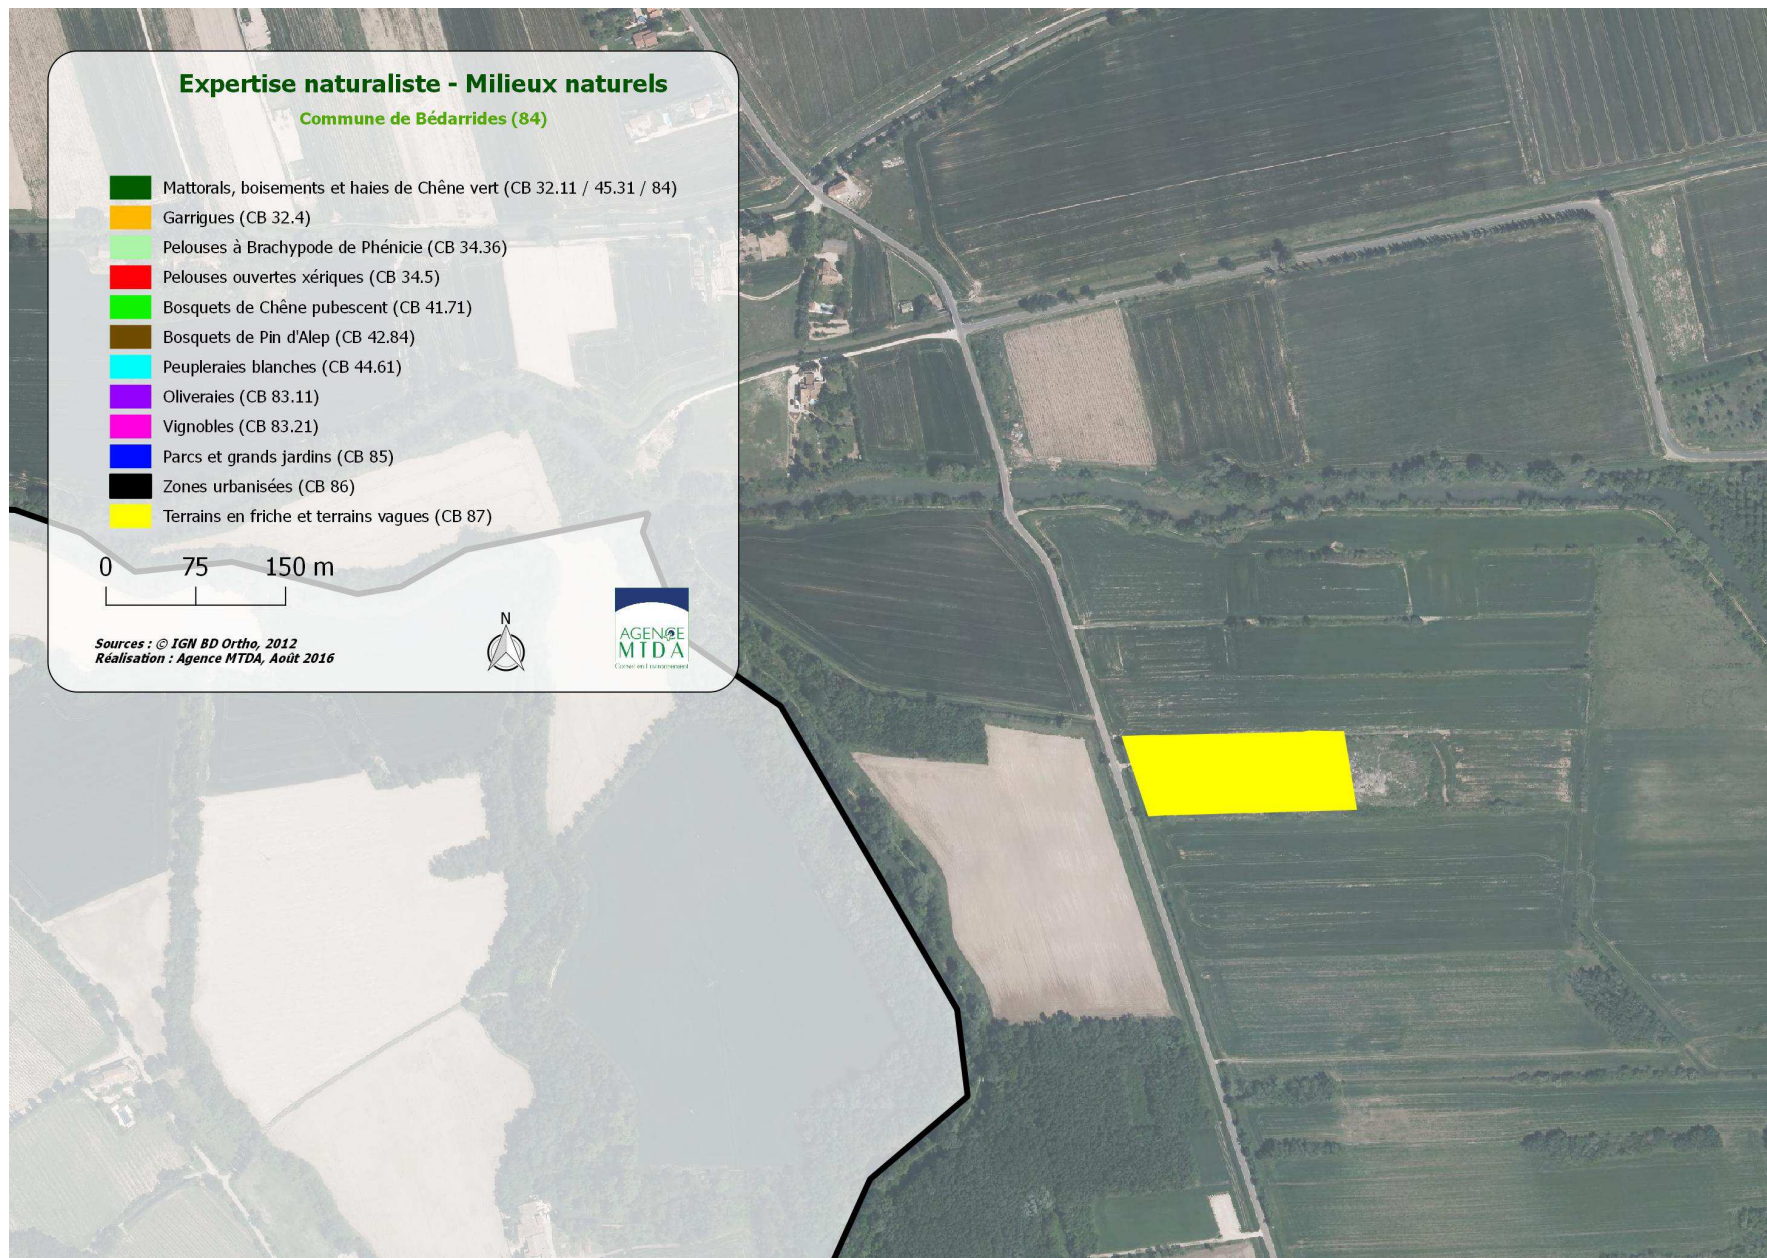 Expertise naturaliste - Milieux naturels
Commune de Bédarrides (84)
Mattorals, boisements et haies de Chêne vert (CB 32.11 / 45.31 / 84)
Garrigues (CB 32.4)
Pelouses à Brachypode de Phénicie (CB 34.36)
Pelouses ouvertes xériques (CB 34.5)
Bosquets de Chêne pubescent (CB 41.71)
Bosquets de Pin d'Alep (CB 42.84)
Peupleraies blanches (CB 44.61)
Oliveraies (CB 83.11)
Vignobles (CB 83.21)
Parcs et grands jardins (CB 85)
Zones urbanisées (CB 86)
Terrains en friche et terrains vagues (CB 87)
0 75 150 m
N
Sources : © IGN BD Ortho, 2012
Réalisation : Agence MTDA, Août 2016
AGENCE
MTDA
Conseil en Environnement